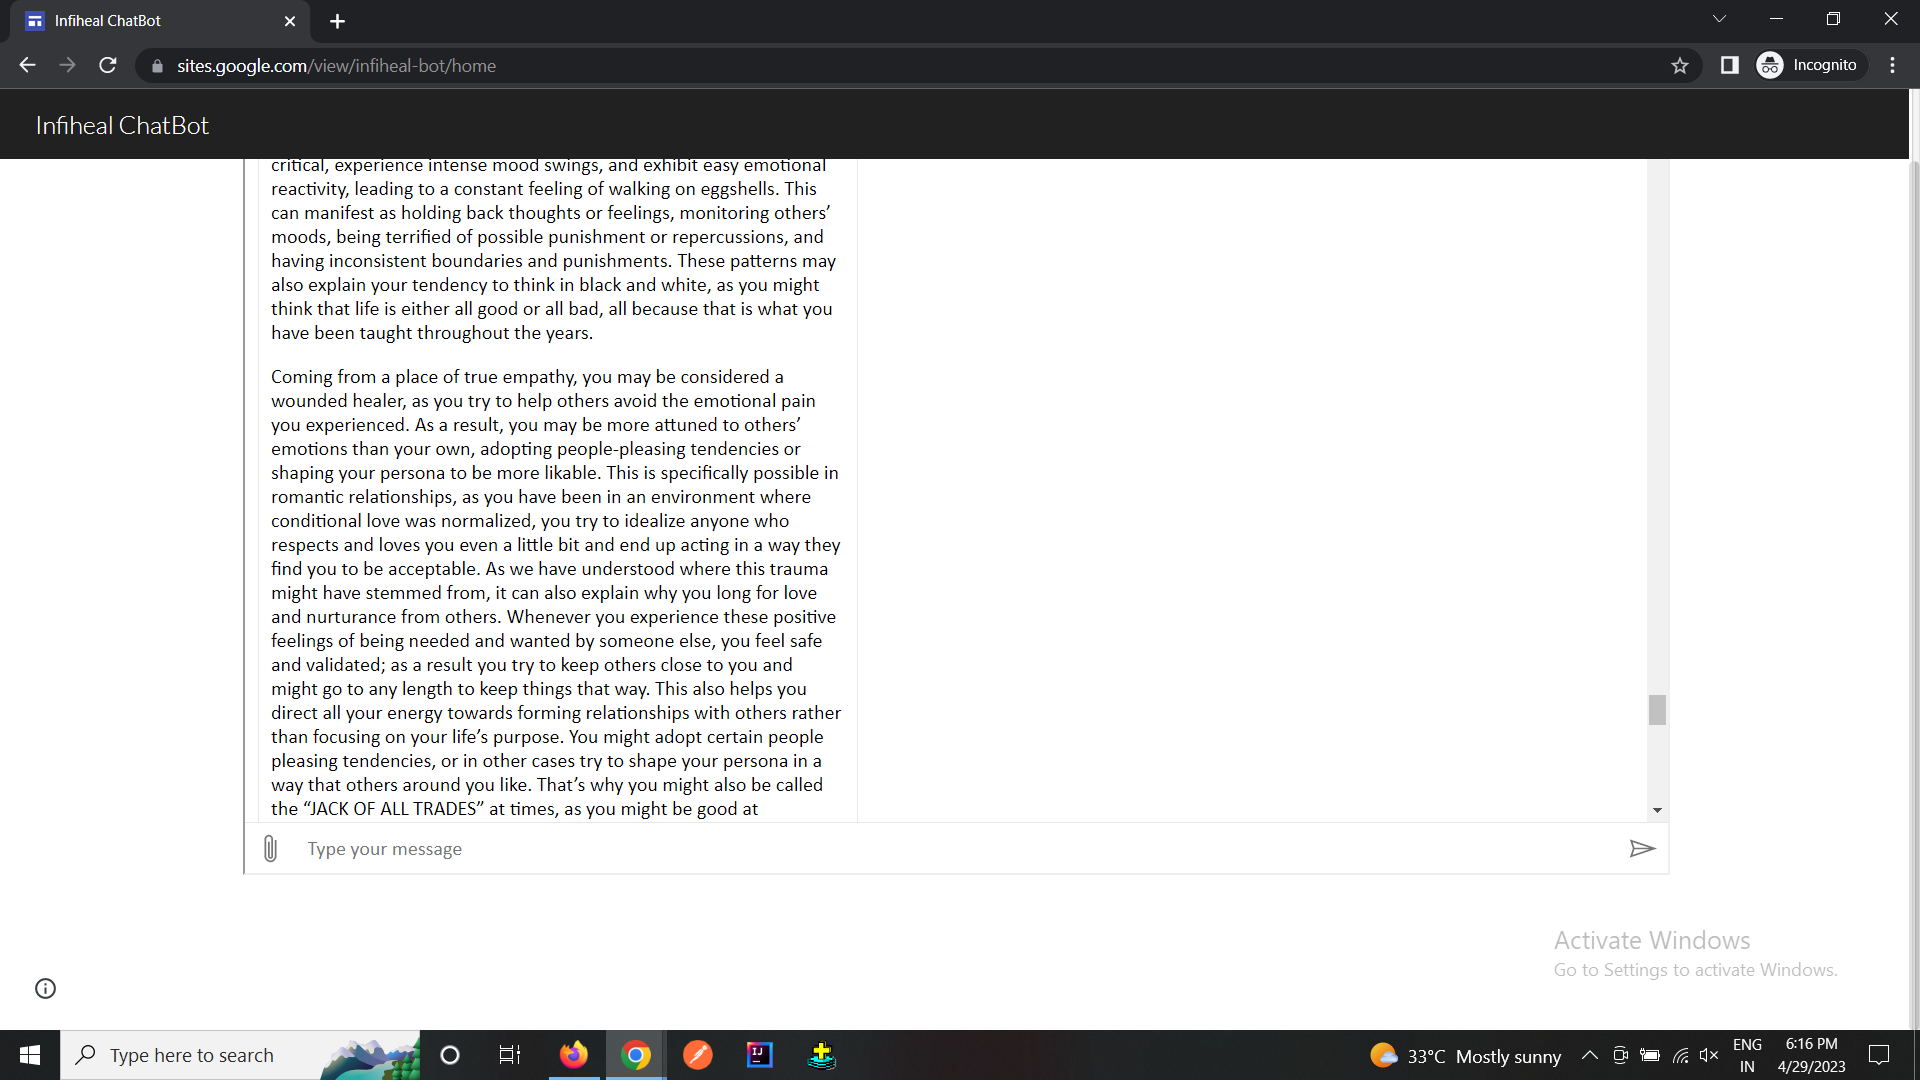 Infiheal ChatBot
sites.google.com/view/infiheal-bot/home
Incognito
Infiheal ChatBot
critical, experience intense mood swings, and exhibit easy emotional
reactivity, leading to a constant feeling of walking on eggshells. This
can manifest as holding back thoughts or feelings, monitoring others’
moods, being terrified of possible punishment or repercussions, and
having inconsistent boundaries and punishments. These patterns may
also explain your tendency to think in black and white, as you might
think that life is either all good or all bad, all because that is what you
have been taught throughout the years.
Coming from a place of true empathy, you may be considered a
wounded healer, as you try to help others avoid the emotional pain
you experienced. As a result, you may be more attuned to others’
emotions than your own, adopting people-pleasing tendencies or
shaping your persona to be more likable. This is specifically possible in
romantic relationships, as you have been in an environment where
conditional love was normalized, you try to idealize anyone who
respects and loves you even a little bit and end up acting in a way they
find you to be acceptable. As we have understood where this trauma
might have stemmed from, it can also explain why you long for love
and nurturance from others. Whenever you experience these positive
feelings of being needed and wanted by someone else, you feel safe
and validated; as a result you try to keep others close to you and
might go to any length to keep things that way. This also helps you
direct all your energy towards forming relationships with others rather
than focusing on your life’s purpose. You might adopt certain people
pleasing tendencies, or in other cases try to shape your persona in a
way that others around you like. That’s why you might also be called
the “JACK OF ALL TRADES” at times, as you might be good at
Type your message
Activate Windows
Go to Settings to activate Windows.
Type here to search
IJ
33°C Mostly sunny
ENG
IN
6:16 PM
4/29/2023